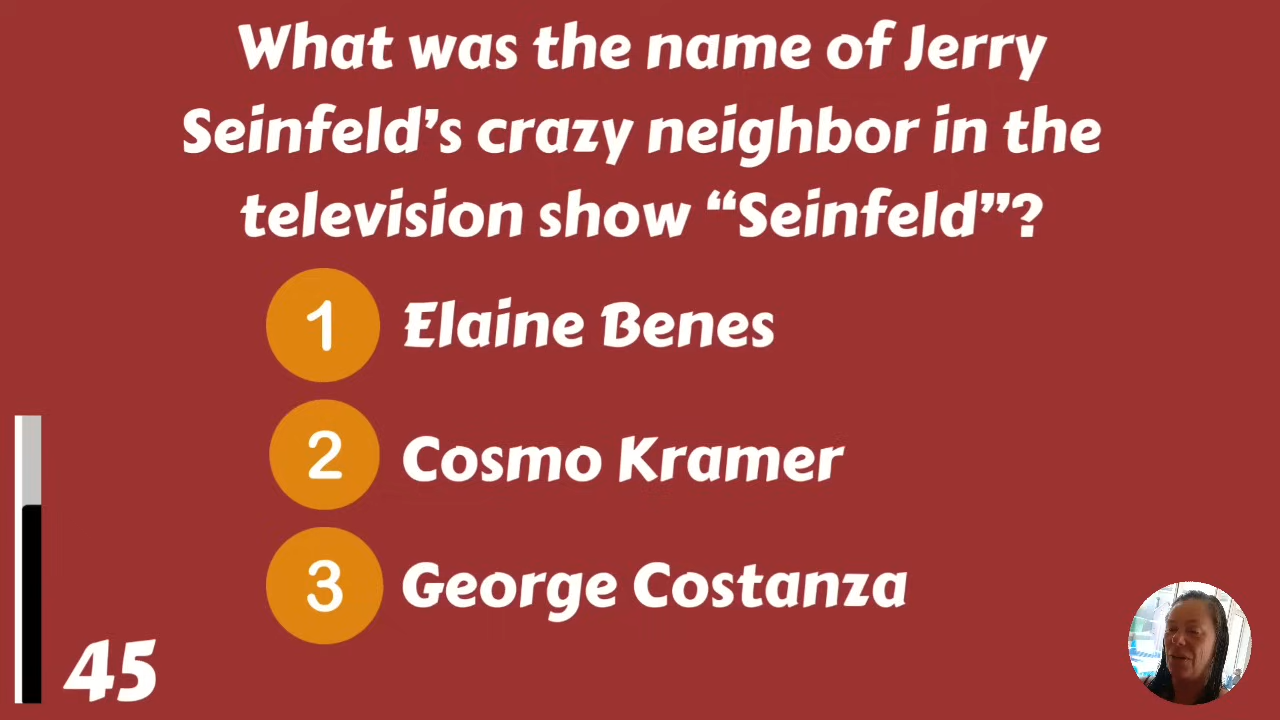 What was the name of Jerry
Seinfeld’s crazy neighbor in the
television show “Seinfeld”?
1 Elaine Benes
2 Cosmo Kramer
3 George Costanza
45